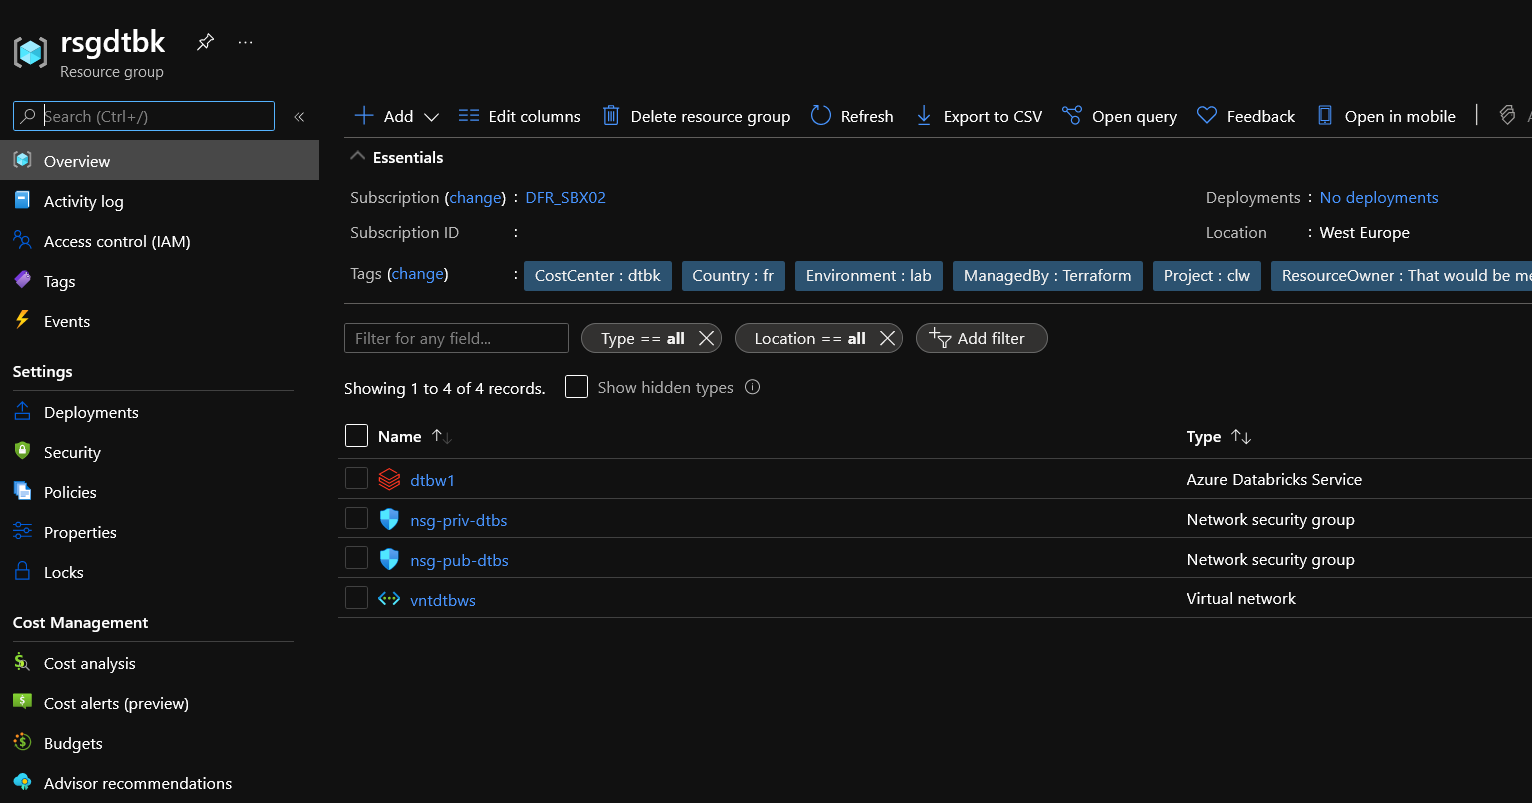 rsgdtbk
Resource group
Search (Ctrl+/)
Overview
Activity log
Access control (IAM)
Tags
Events
Settings
Deployments
Security
Policies
Properties
Locks
Cost Management
Cost analysis
Cost alerts (preview)
Budgets
Advisor recommendations
Add Edit columns Delete resource group Refresh Export to CSV Open query Feedback Open in mobile
Essentials
Subscription (change) : DFR_SBX02 Deployments : No deployments
Subscription ID : Location : West Europe
Tags (change) : CostCenter : dtbk Country : fr Environment : lab ManagedBy : Terraform Project : clw ResourceOwner : That would be me
Filter for any field... Type == all Location == all Add filter
Showing 1 to 4 of 4 records. Show hidden types
Name Type
dtbw1 Azure Databricks Service
nsg-priv-dtbs Network security group
nsg-pub-dtbs Network security group
vntdtbws Virtual network